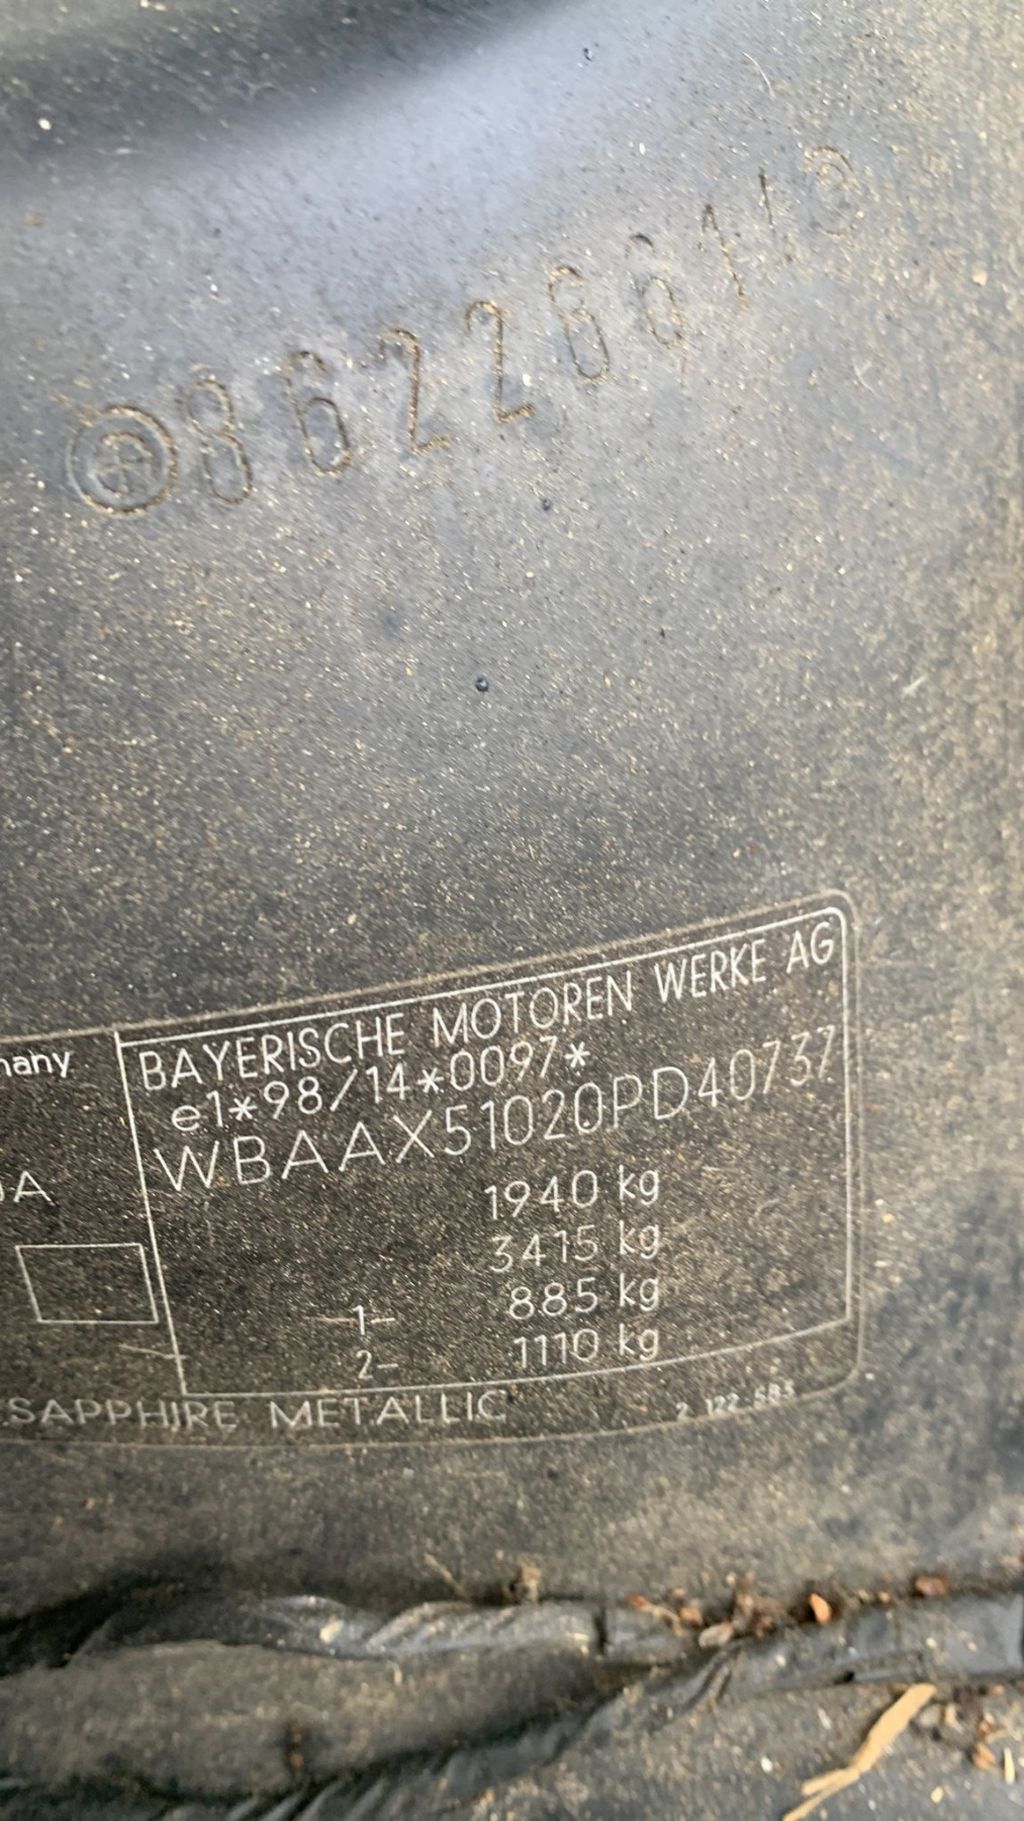 8622661/3
BAYERISCHE MOTOREN WERKE AG
e1*98/14*0097*
WBAAX51020PD40737
1940 kg
3415 kg
1- 885 kg
2- 1110 kg
SAPPHIRE METALLIC 2 122 583